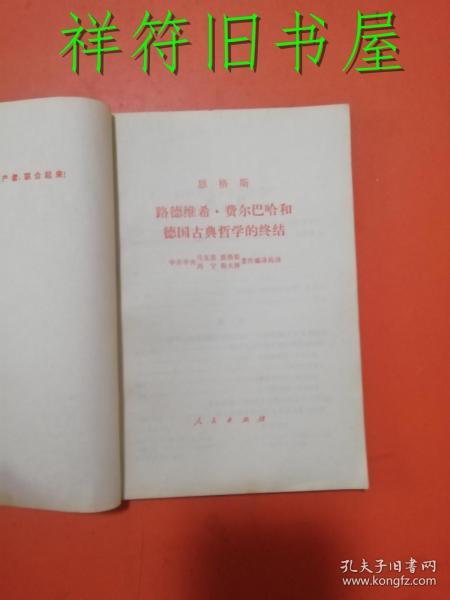 祥符旧书屋
产者，联合起来！
恩格斯
路德维希·费尔巴哈和
德国古典哲学的终结
中共中央马克思 恩格斯列 宁 斯大林著作编译局译
人民出版社
孔夫子旧书网
www.kongfz.com